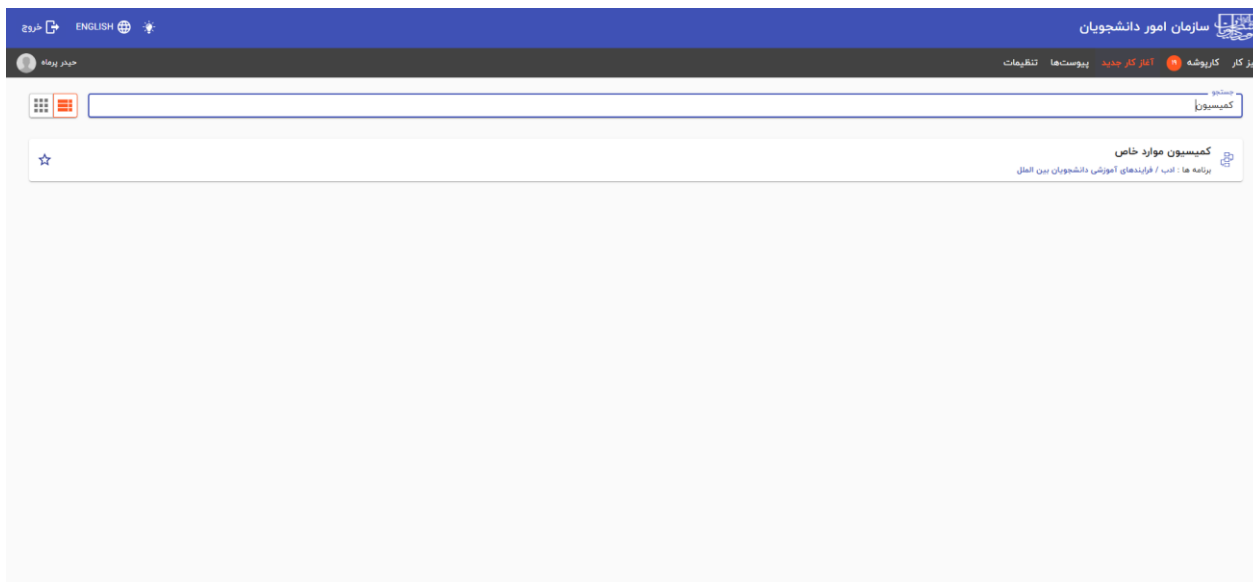 سازمان امور دانشجویان
ENGLISH خروج
یز کار کارپوشه آغاز کار جدید پیوست‌ها تنظیمات
حیدر پرماه
جستجو
کمیسیون
کمیسیون موارد خاص
برنامه ها : ادب / فرایندهای آموزشی دانشجویان بین الملل